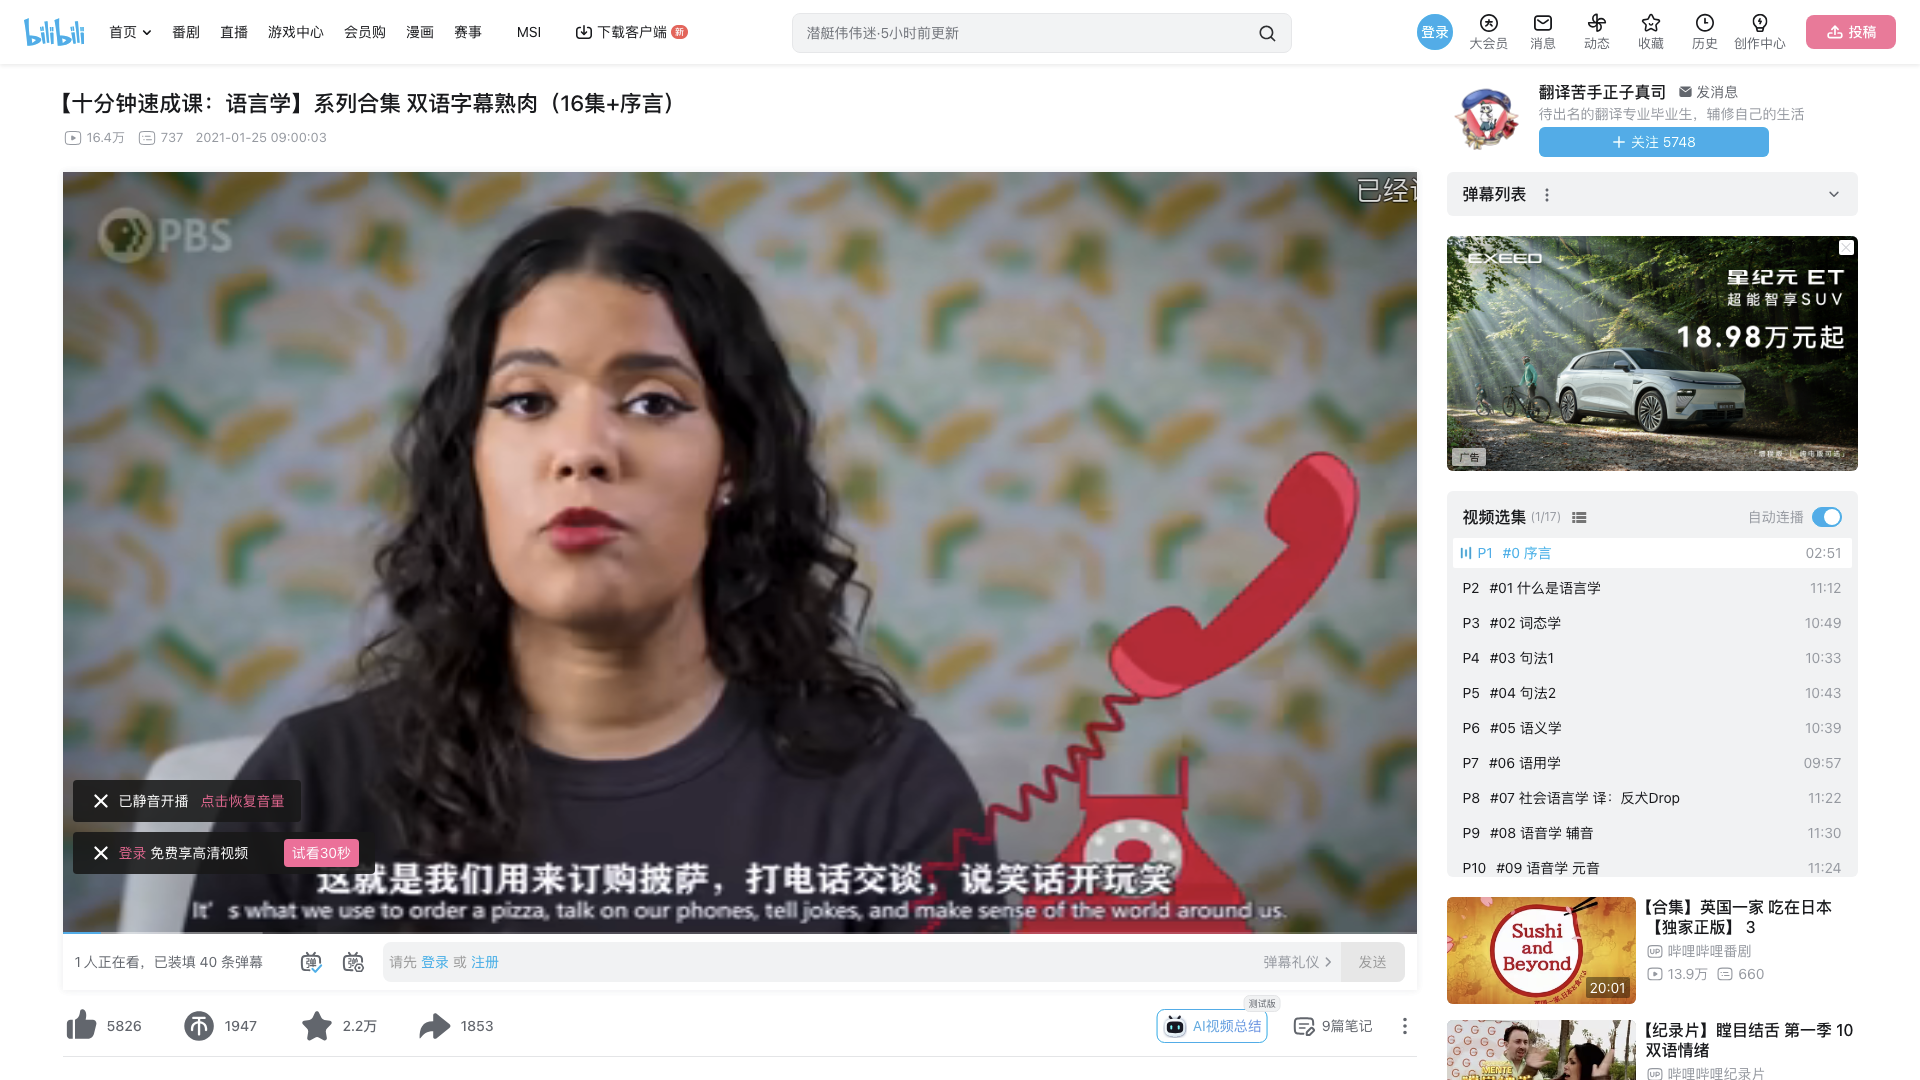 bilibili
首页 番剧 直播 游戏中心 会员购 漫画 赛事 MSI 下载客户端 新
潜艇伟伟迷·5小时前更新
登录 大会员 消息 动态 收藏 历史 创作中心 投稿
【十分钟速成课：语言学】系列合集 双语字幕熟肉（16集+序言）
16.4万 737 2021-01-25 09:00:03
翻译苦手正子真司 发消息
待出名的翻译专业毕业生，辅修自己的生活
+ 关注 5748
PBS
已经
已静音开播 点击恢复音量
登录 免费享高清视频 试看30秒
这就是我们用来订购披萨，打电话交谈，说笑话开玩笑
It's what we use to order a pizza, talk on our phones, tell jokes, and make sense of the world around us.
1人正在看，已装填 40 条弹幕
弹 弹
请先 登录 或 注册
弹幕礼仪 发送
5826 1947 2.2万 1853
测试版
AI视频总结 9篇笔记
弹幕列表
EXEED
星纪元 ET
超能智享SUV
18.98万元起
广告
视频选集 (1/17) 自动连播
P1 #0 序言 02:51
P2 #01 什么是语言学 11:12
P3 #02 词态学 10:49
P4 #03 句法1 10:33
P5 #04 句法2 10:43
P6 #05 语义学 10:39
P7 #06 语用学 09:57
P8 #07 社会语言学 译：反犬Drop 11:22
P9 #08 语音学 辅音 11:30
P10 #09 语音学 元音 11:24
Sushi
and
Beyond
20:01
【合集】英国一家 吃在日本
【独家正版】 3
UP 哔哩哔哩番剧
13.9万 660
【纪录片】瞠目结舌 第一季 10
双语情绪
UP 哔哩哔哩纪录片